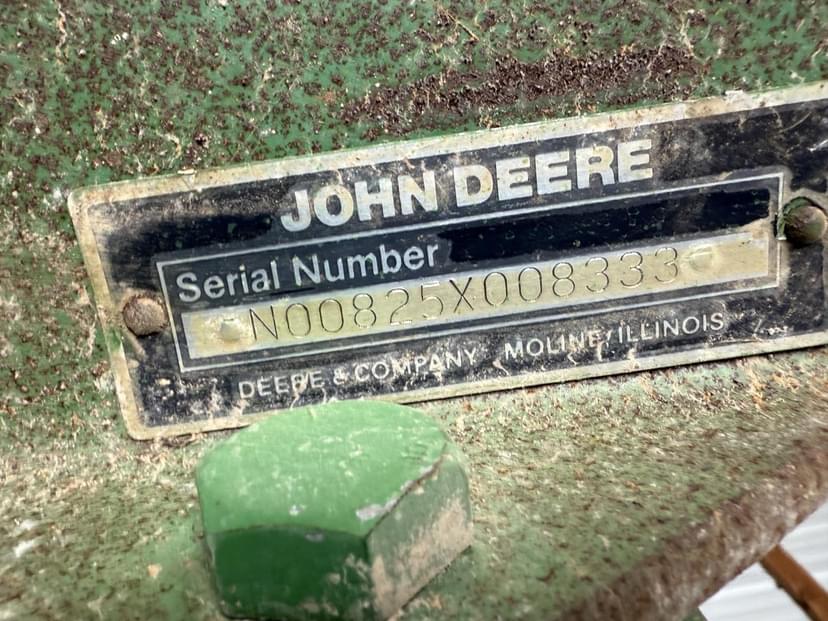 JOHN DEERE
Serial Number
N00825X008333
DEERE & COMPANY MOLINE, ILLINOIS